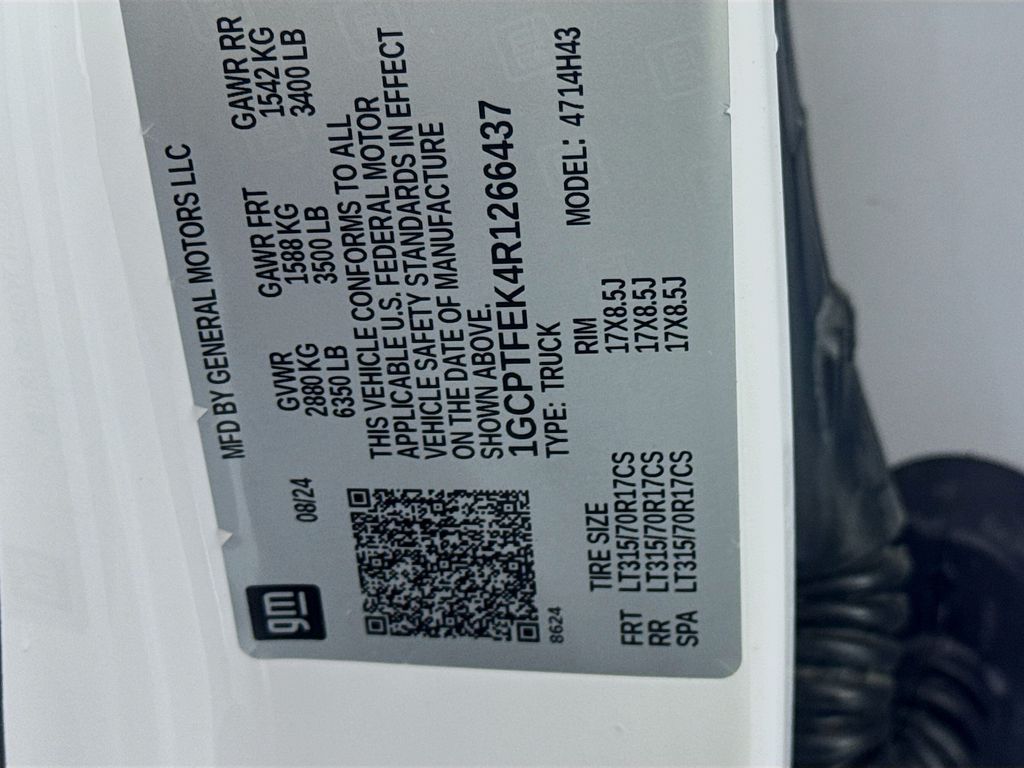 MFD BY GENERAL MOTORS LLC
gm
08/24
GVWR GAWR FRT GAWR RR
2880 KG 1588 KG 1542 KG
6350 LB 3500 LB 3400 LB
THIS VEHICLE CONFORMS TO ALL
APPLICABLE U.S. FEDERAL MOTOR
VEHICLE SAFETY STANDARDS IN EFFECT
ON THE DATE OF MANUFACTURE
SHOWN ABOVE.
1GCPTFEK4R1266437
8624
TYPE: TRUCK MODEL: 4714H43
TIRE SIZE RIM
FRT LT315/70R17CS 17X8.5J
RR LT315/70R17CS 17X8.5J
SPA LT315/70R17CS 17X8.5J